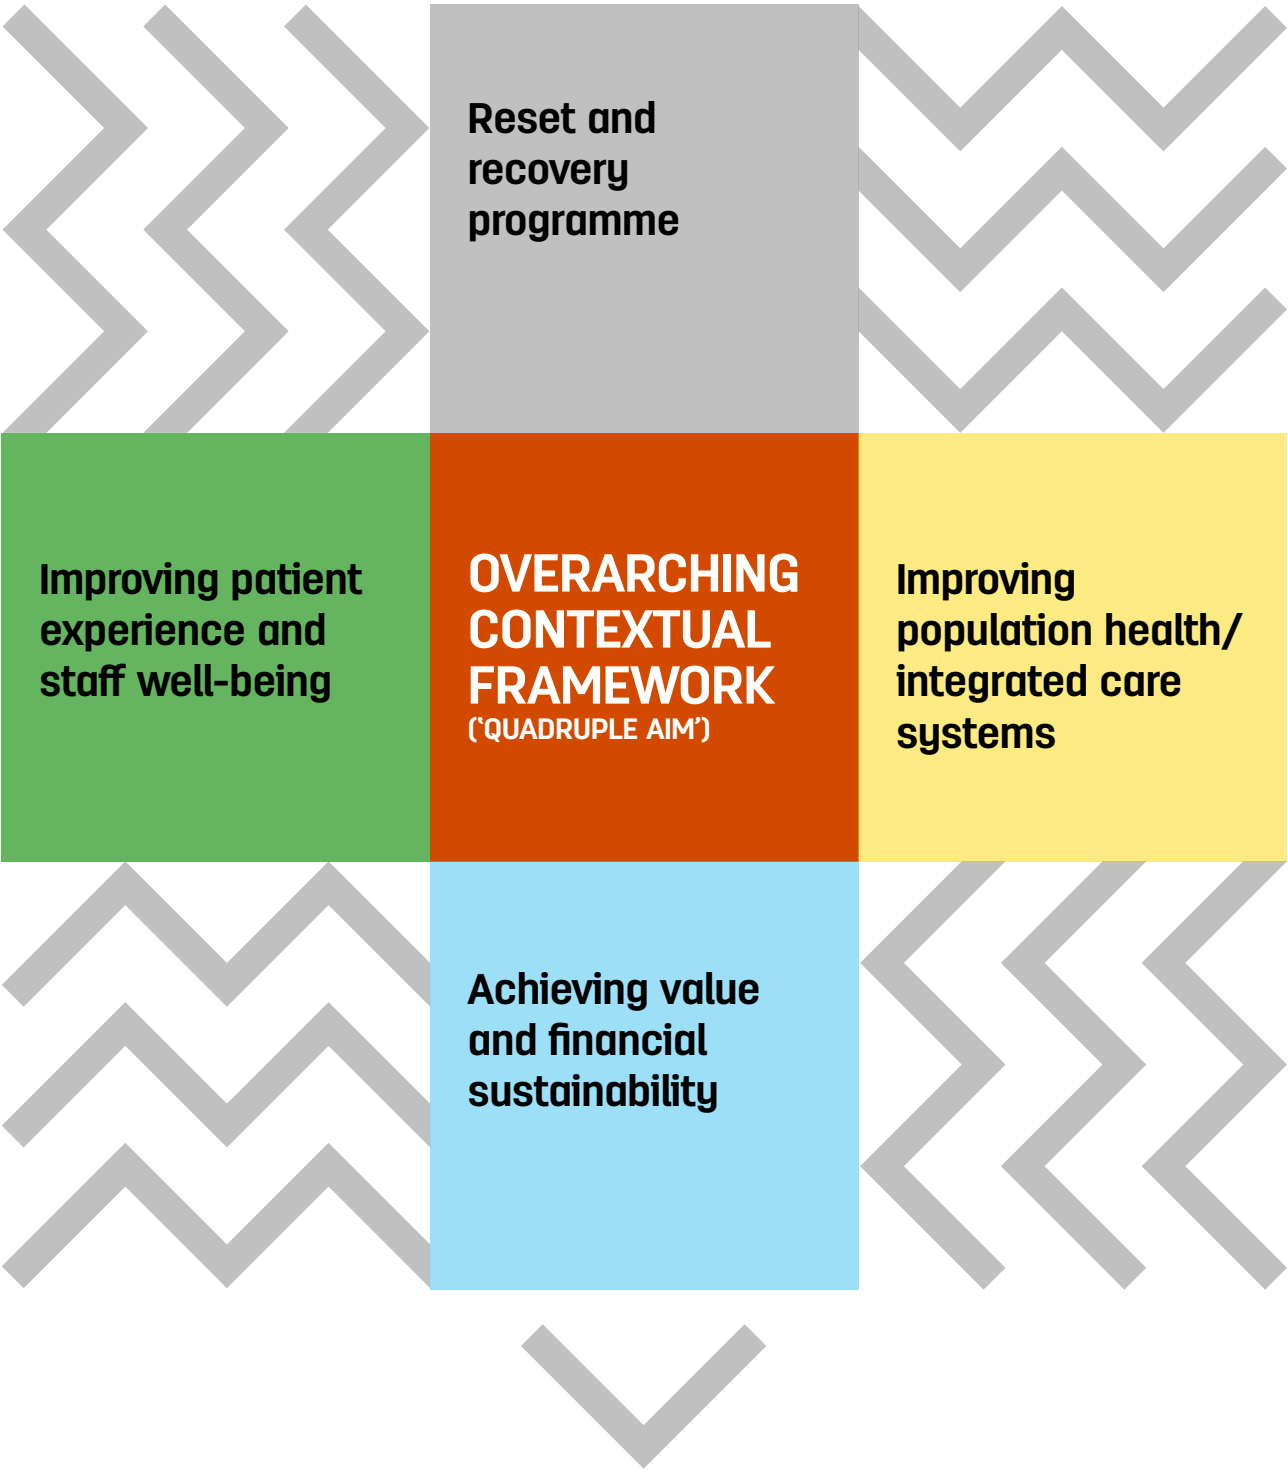 Reset and
recovery
programme
Improving patient
experience and
staff well-being
OVERARCHING
CONTEXTUAL
FRAMEWORK
(‘QUADRUPLE AIM’)
Improving
population health/
integrated care
systems
Achieving value
and financial
sustainability